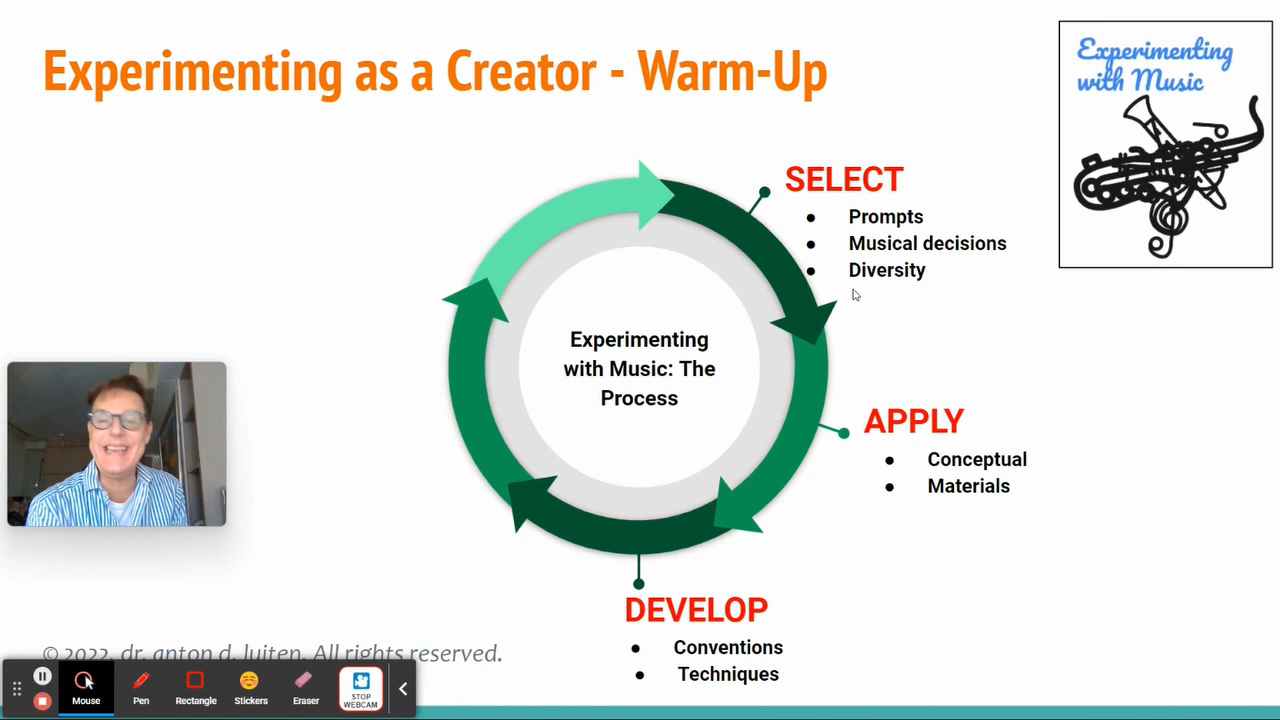 Experimenting as a Creator - Warm-Up
Experimenting
with Music
SELECT
● Prompts
● Musical decisions
● Diversity
Experimenting
with Music: The
Process
APPLY
● Conceptual
● Materials
DEVELOP
● Conventions
● Techniques
© 2022, dr. anton d. luiten. All rights reserved.
Mouse
Pen
Rectangle
Stickers
Eraser
STOP
WEBCAM